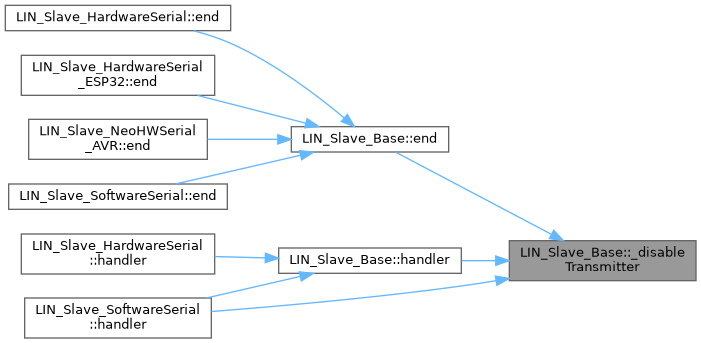 LIN_Slave_HardwareSerial::end
LIN_Slave_HardwareSerial
_ESP32::end
LIN_Slave_NeoHWSerial
_AVR::end
LIN_Slave_SoftwareSerial::end
LIN_Slave_Base::end
LIN_Slave_HardwareSerial
::handler
LIN_Slave_SoftwareSerial
::handler
LIN_Slave_Base::handler
LIN_Slave_Base::_disable
Transmitter